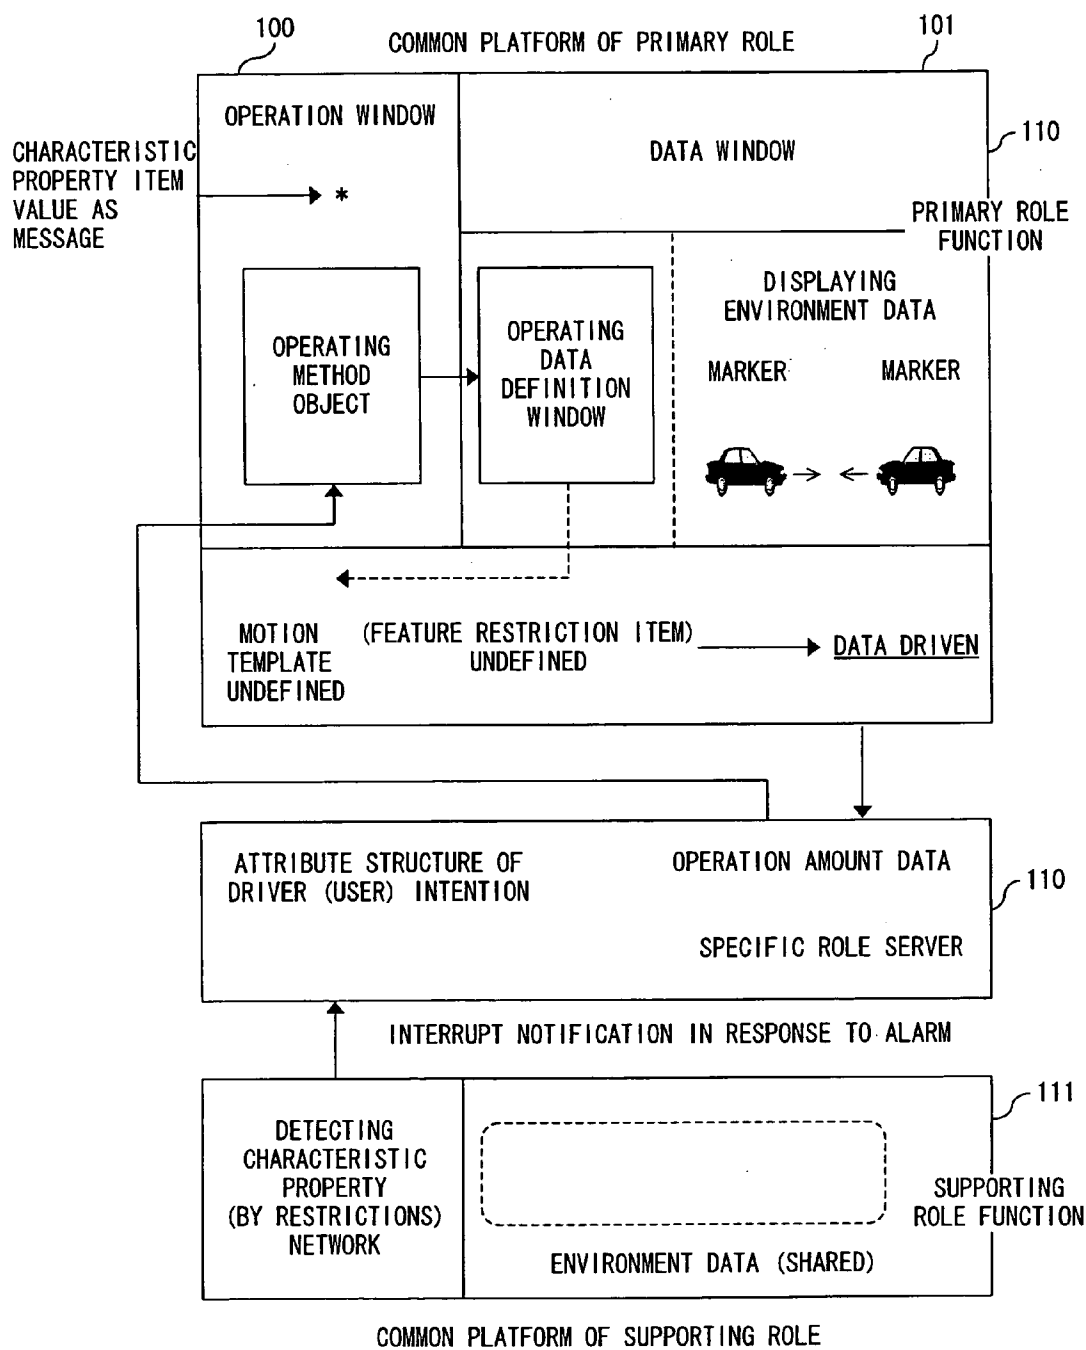 100
COMMON PLATFORM OF PRIMARY ROLE
101
OPERATION WINDOW
DATA WINDOW
110
CHARACTERISTIC
PROPERTY ITEM
VALUE AS
MESSAGE
*
PRIMARY ROLE
FUNCTION
DISPLAYING
ENVIRONMENT DATA
OPERATING
METHOD
OBJECT
OPERATING
DATA
DEFINITION
WINDOW
MARKER
MARKER
MOTION
TEMPLATE
UNDEFINED
(FEATURE RESTRICTION ITEM)
UNDEFINED
DATA DRIVEN
ATTRIBUTE STRUCTURE OF
DRIVER (USER) INTENTION
OPERATION AMOUNT DATA
110
SPECIFIC ROLE SERVER
INTERRUPT NOTIFICATION IN RESPONSE TO ALARM
111
DETECTING
CHARACTERISTIC
PROPERTY
(BY RESTRICTIONS)
NETWORK
SUPPORTING
ROLE FUNCTION
ENVIRONMENT DATA (SHARED)
COMMON PLATFORM OF SUPPORTING ROLE